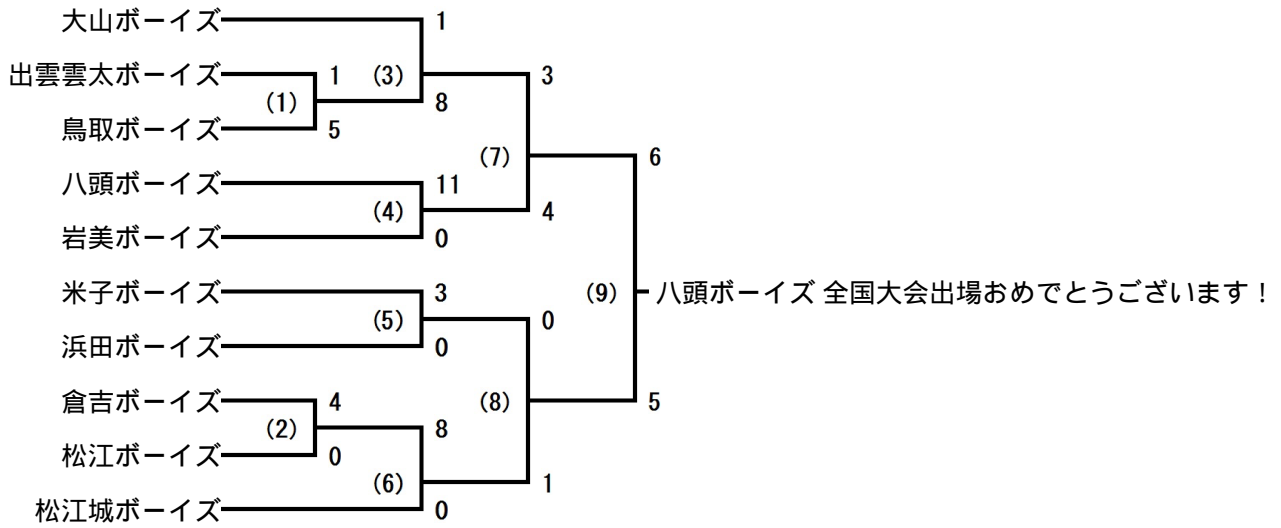 大山ボーイズ 1
出雲雲太ボーイズ 1 (3) 3
(1) 8
鳥取ボーイズ 5
(7) 6
八頭ボーイズ 11
(4) 4
岩美ボーイズ 0
米子ボーイズ 3 (9) 八頭ボーイズ 全国大会出場おめでとうございます！
(5) 0
浜田ボーイズ 0
倉吉ボーイズ 4 (8) 5
(2) 8
松江ボーイズ 0
(6) 1
松江城ボーイズ 0